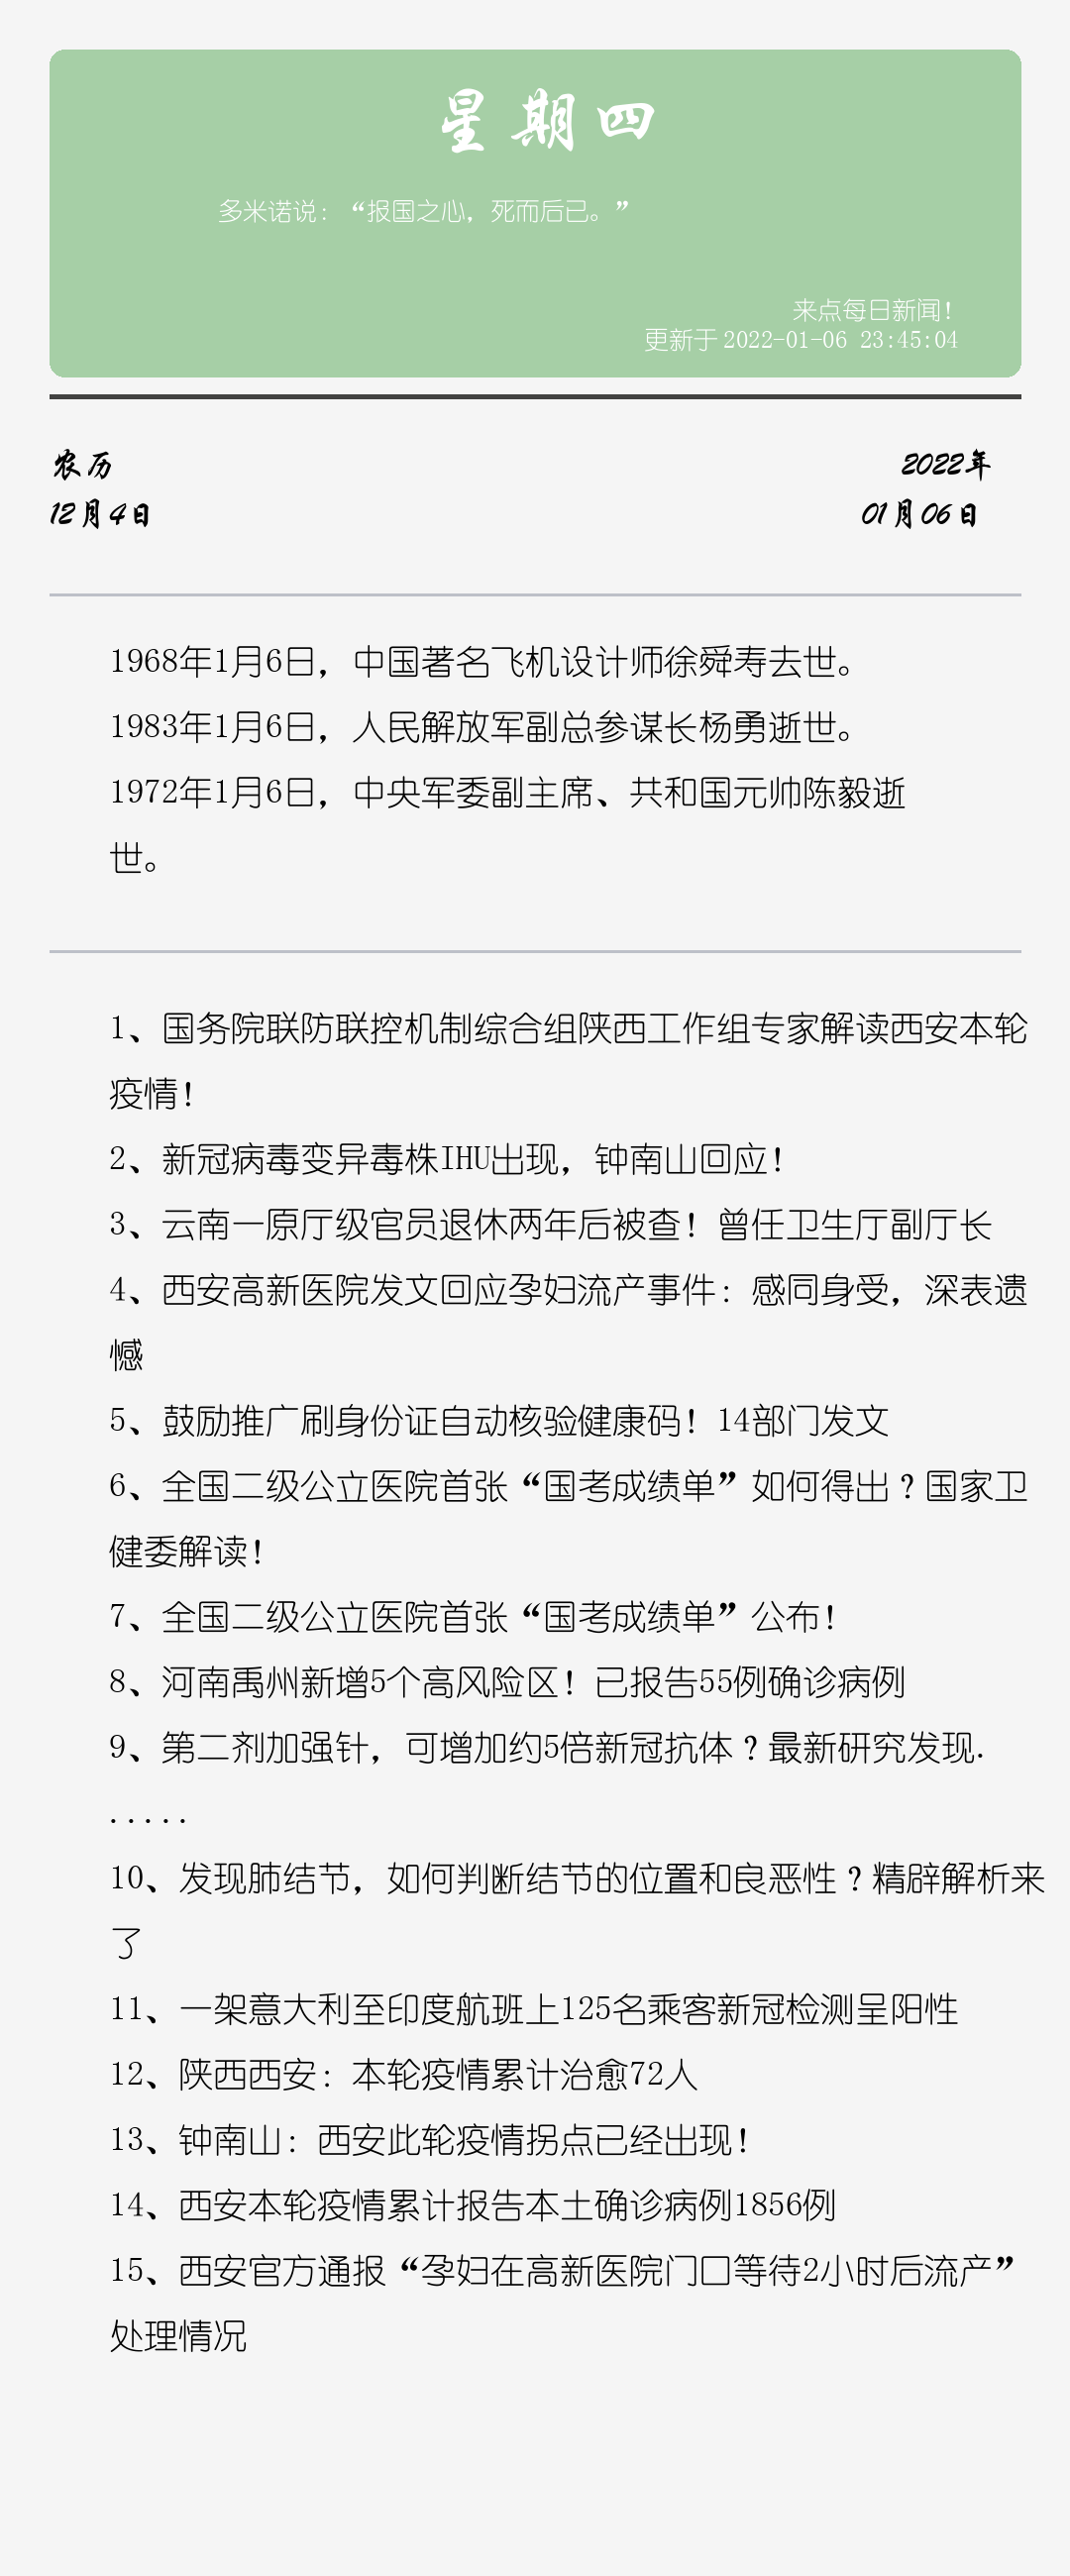 星期四
多米诺说：“报国之心，死而后已。”
来点每日新闻！
更新于2022-01-06 23:45:04
农历
2022年
12月4日
01月06日
1968年1月6日，中国著名飞机设计师徐舜寿去世。
1983年1月6日，人民解放军副总参谋长杨勇逝世。
1972年1月6日，中央军委副主席、共和国元帅陈毅逝
世。
1、国务院联防联控机制综合组陕西工作组专家解读西安本轮
疫情！
2、新冠病毒变异毒株IHU出现，钟南山回应！
3、云南一原厅级官员退休两年后被查！曾任卫生厅副厅长
4、西安高新医院发文回应孕妇流产事件：感同身受，深表遗
憾
5、鼓励推广刷身份证自动核验健康码！14部门发文
6、全国二级公立医院首张“国考成绩单”如何得出？国家卫
健委解读！
7、全国二级公立医院首张“国考成绩单”公布！
8、河南禹州新增5个高风险区！已报告55例确诊病例
9、第二剂加强针，可增加约5倍新冠抗体？最新研究发现.
.....
10、发现肺结节，如何判断结节的位置和良恶性？精辟解析来
了
11、一架意大利至印度航班上125名乘客新冠检测呈阳性
12、陕西西安：本轮疫情累计治愈72人
13、钟南山：西安此轮疫情拐点已经出现！
14、西安本轮疫情累计报告本土确诊病例1856例
15、西安官方通报“孕妇在高新医院门口等待2小时后流产”
处理情况